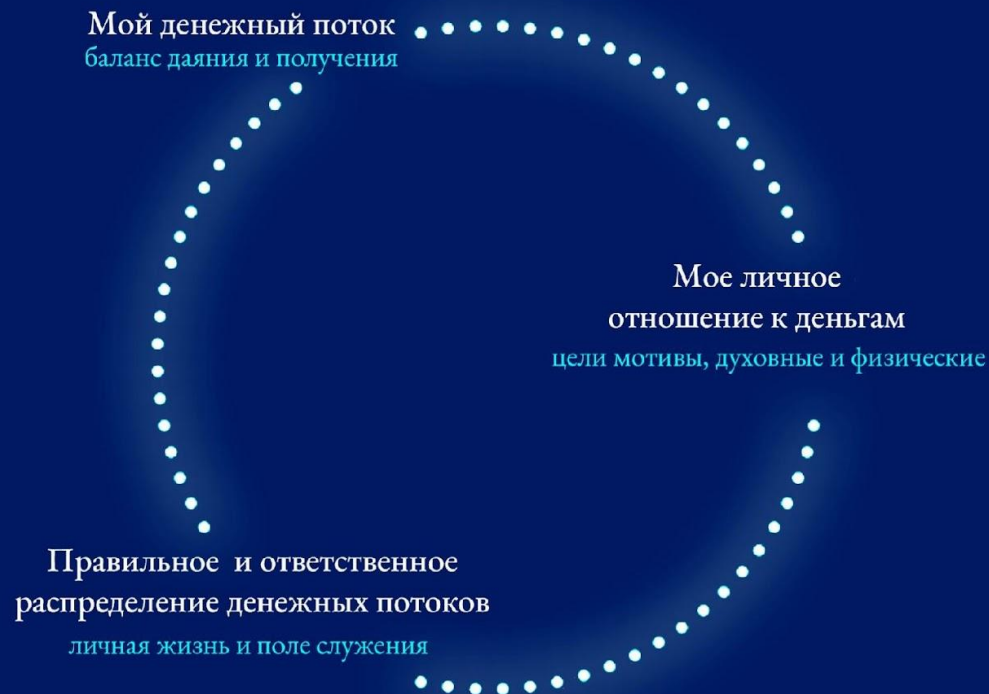 Мой денежный поток
баланс даяния и получения
Мое личное
отношение к деньгам
цели мотивы, духовные и физические
Правильное и ответственное
распределение денежных потоков
личная жизнь и поле служения